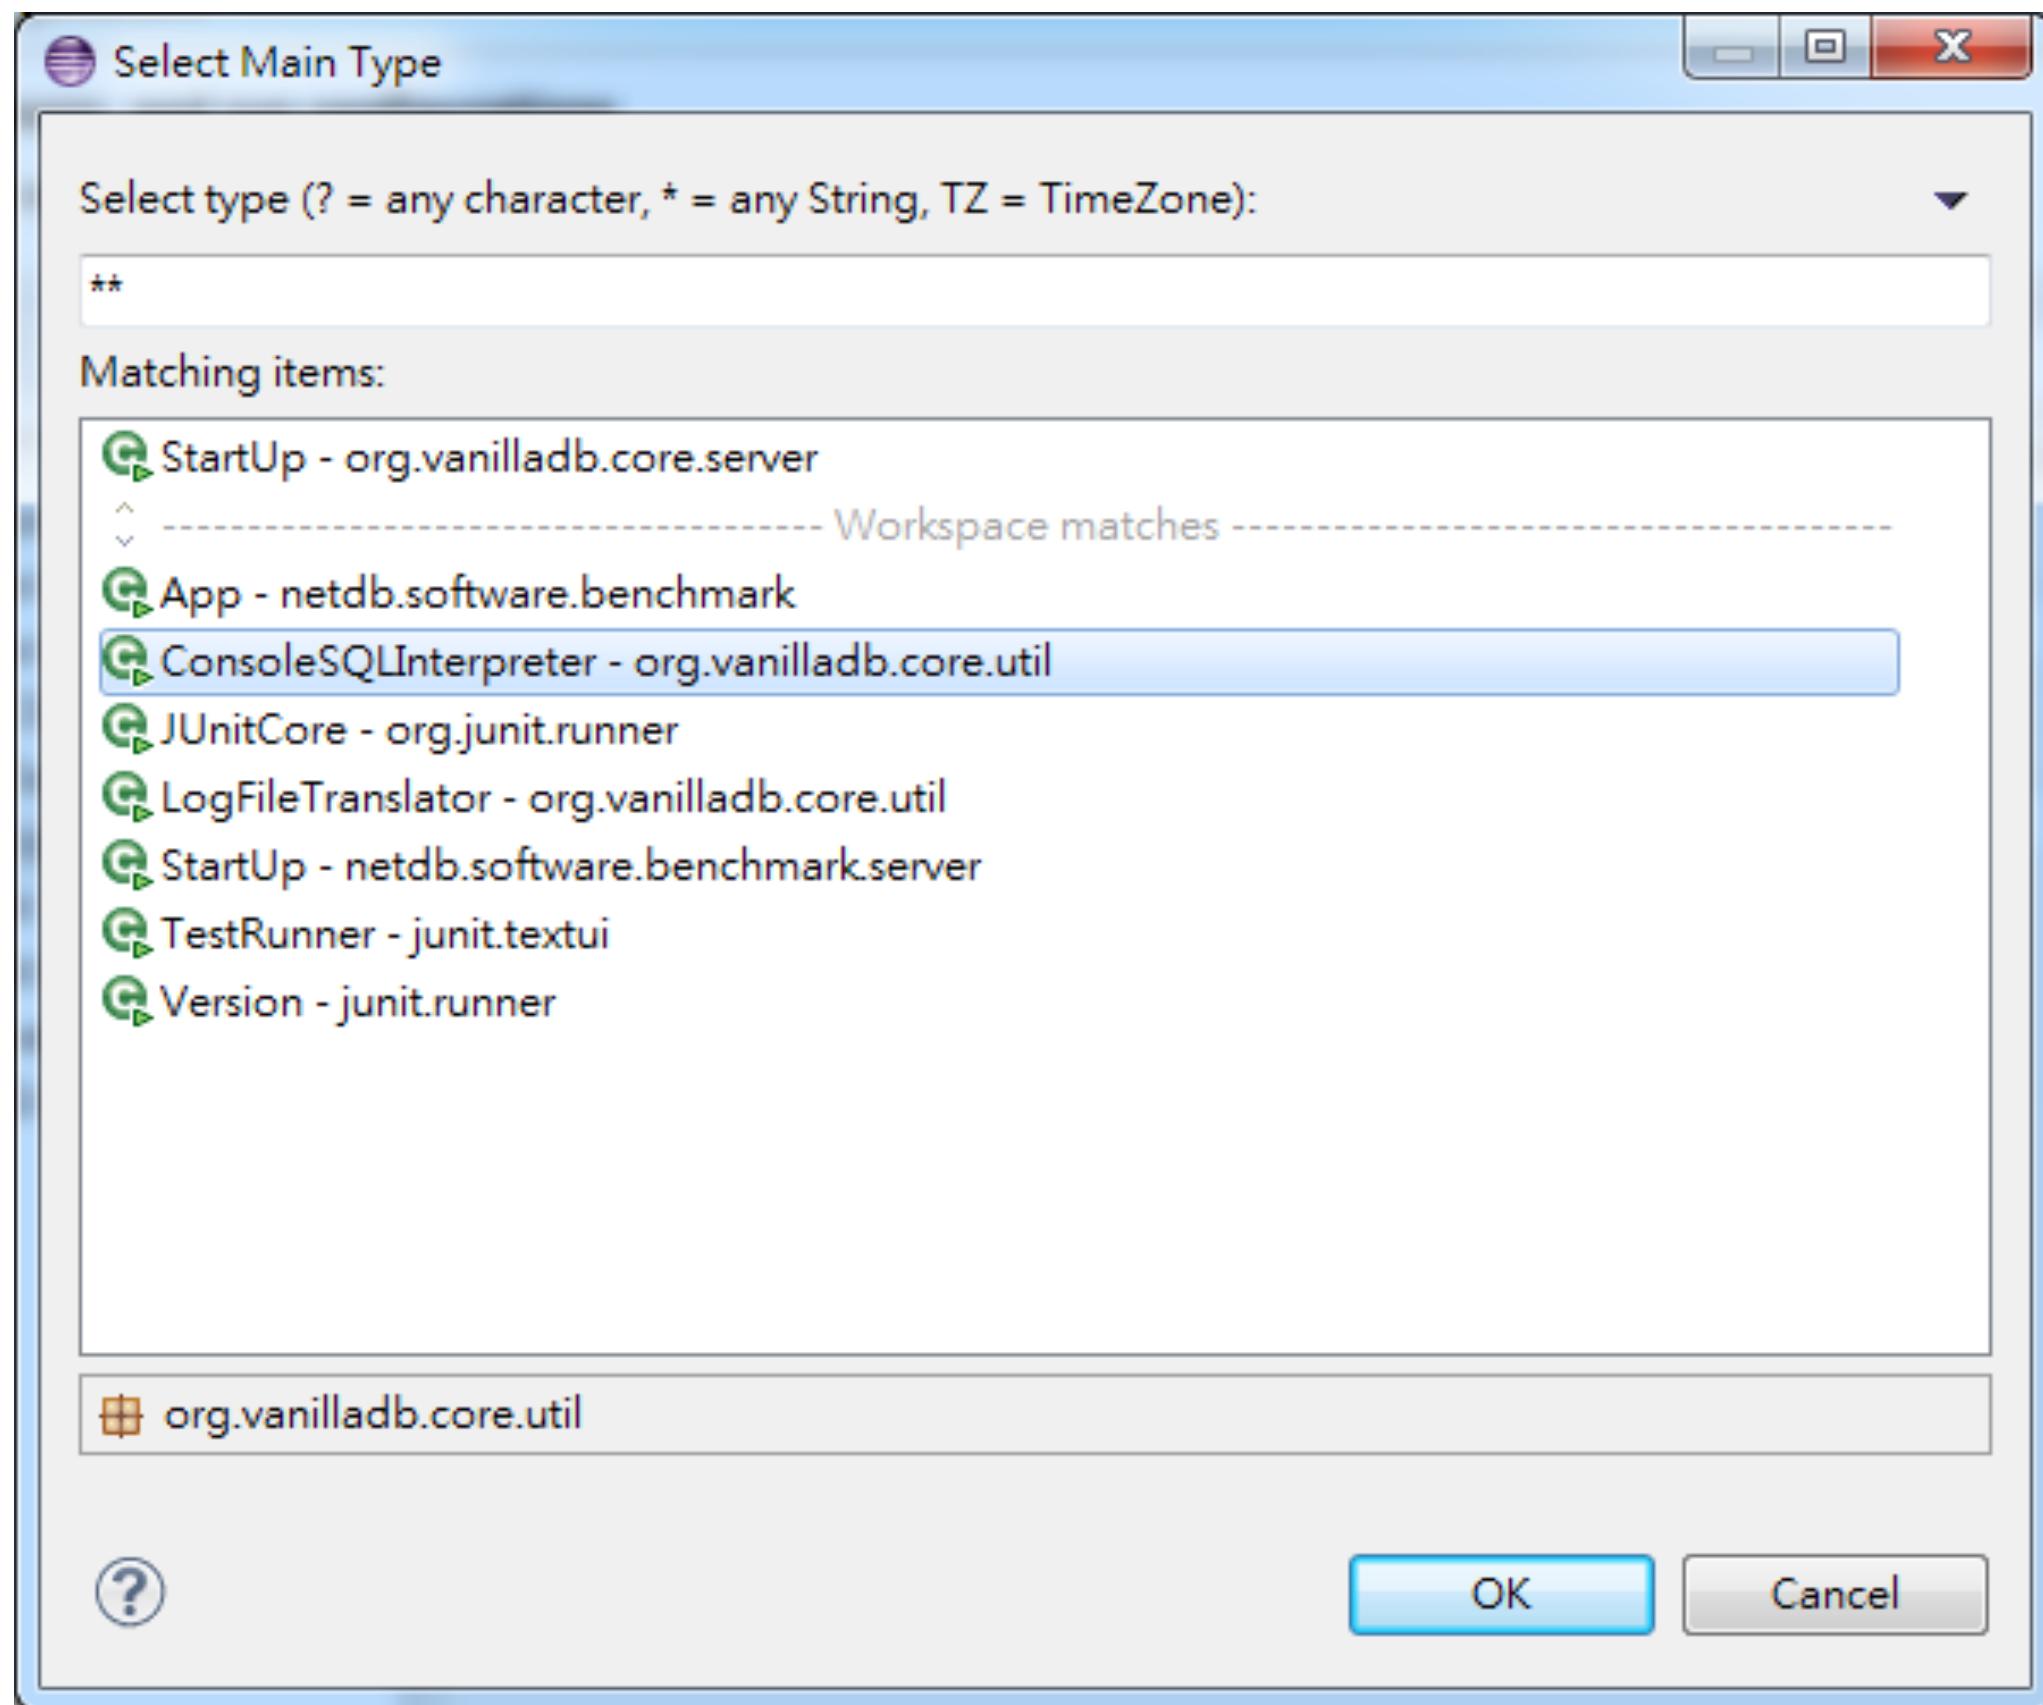 Select Main Type
Select type (? = any character, * = any String, TZ = TimeZone):
**
Matching items:
StartUp - org.vanilladb.core.server
-------------------------------------- Workspace matches --------------------------------------
App - netdb.software.benchmark
ConsoleSQLInterpreter - org.vanilladb.core.util
JUnitCore - org.junit.runner
LogFileTranslator - org.vanilladb.core.util
StartUp - netdb.software.benchmark.server
TestRunner - junit.textui
Version - junit.runner
org.vanilladb.core.util
OK Cancel